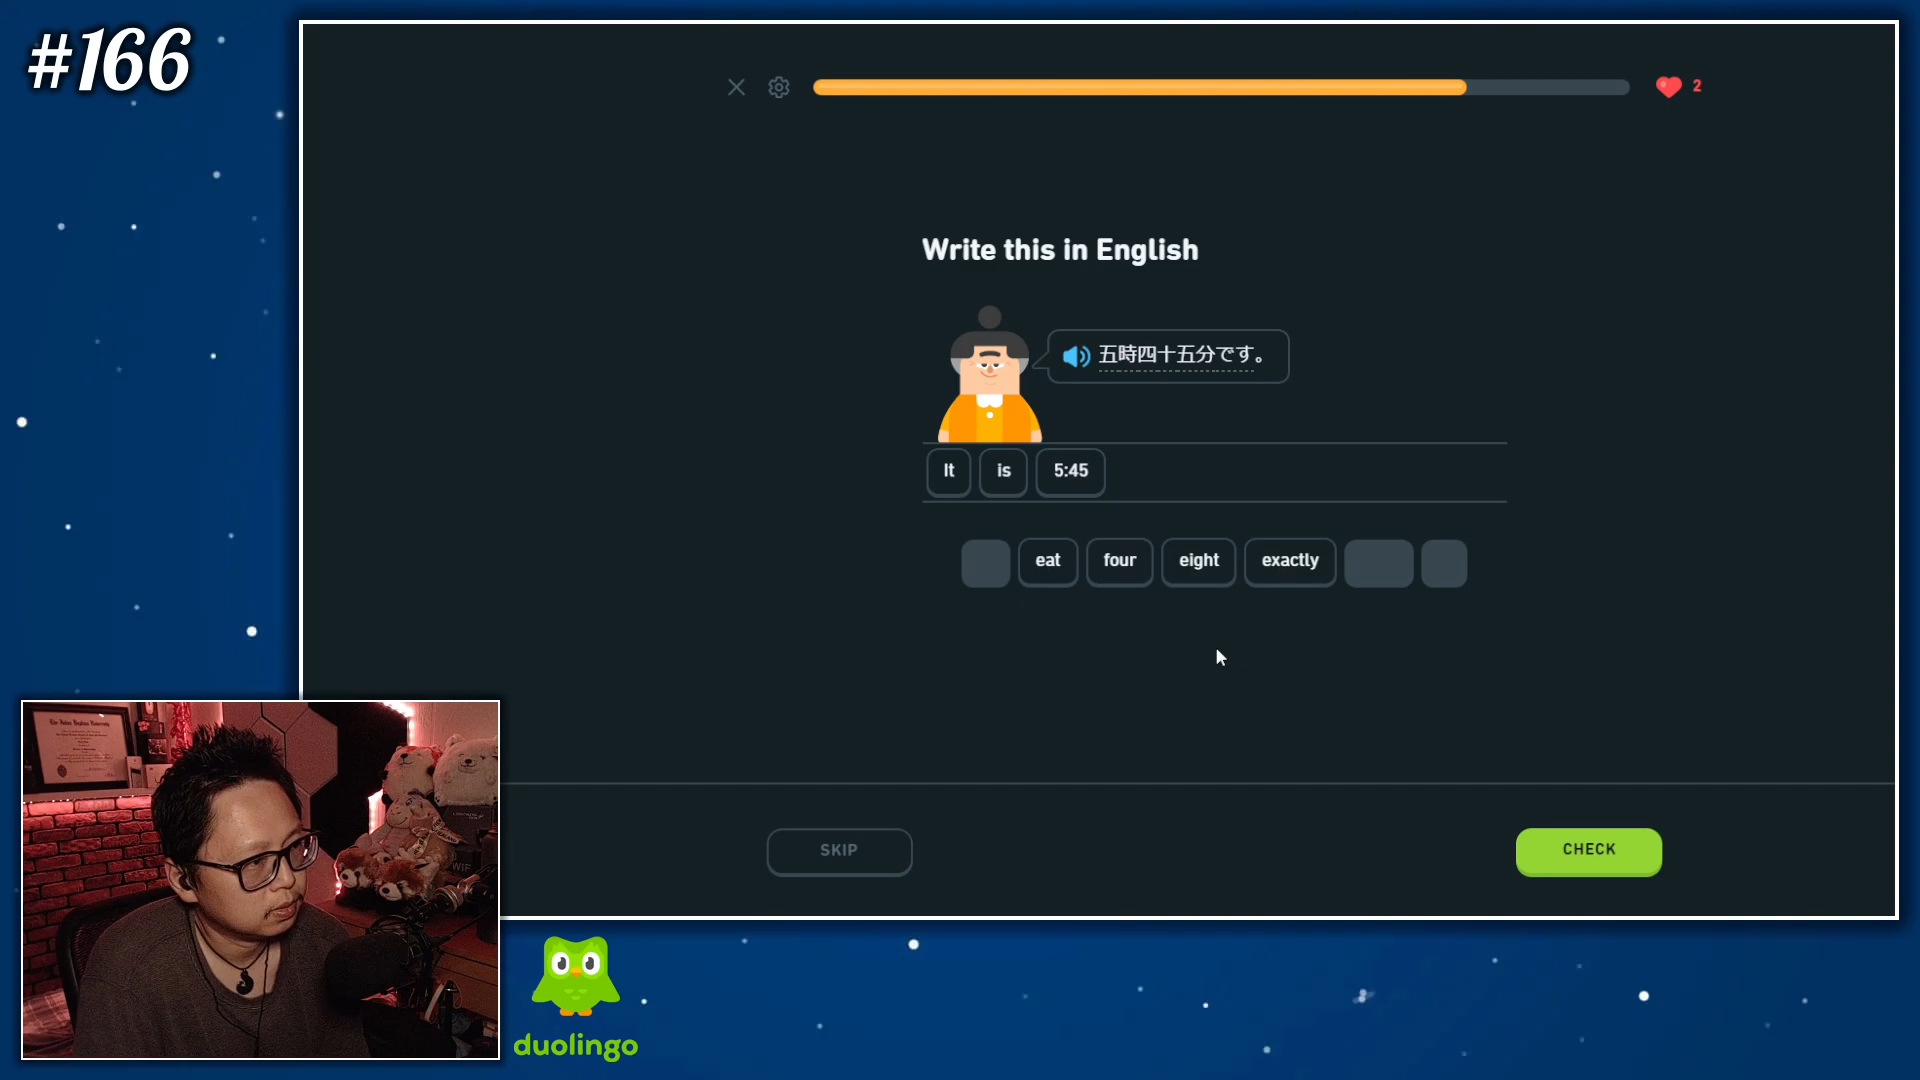 #166
2
Write this in English
五時四十五分です。
It is 5:45
eat four eight exactly
SKIP
CHECK
duolingo